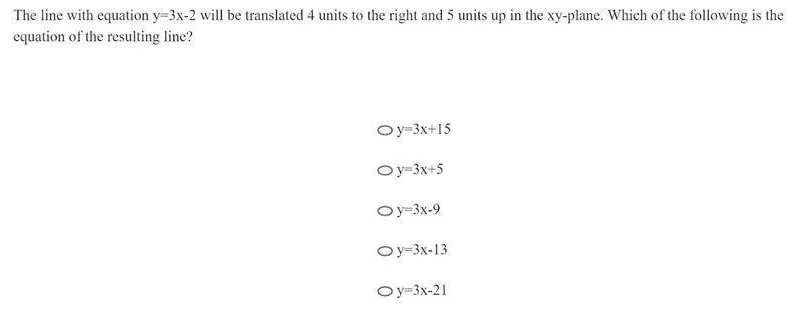 The line with equation y=3x-2 will be translated 4 units to the right and 5 units up in the xy-plane. Which of the following is the
equation of the resulting line?
y=3x+15
y=3x+5
y=3x-9
y=3x-13
y=3x-21